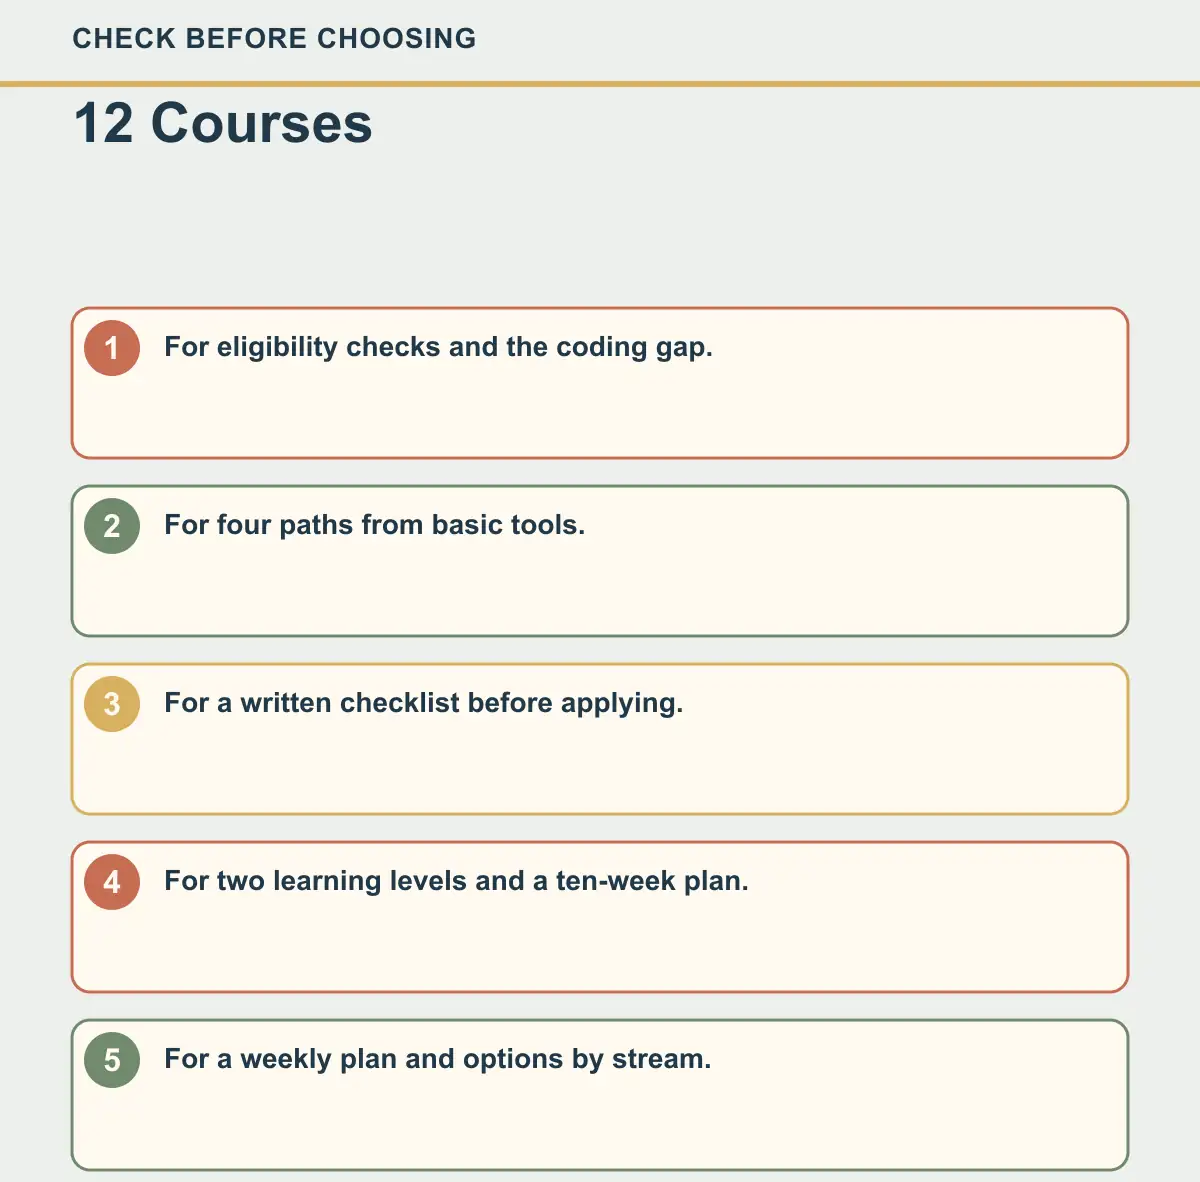 CHECK BEFORE CHOOSING
12 Courses
1 For eligibility checks and the coding gap.
2 For four paths from basic tools.
3 For a written checklist before applying.
4 For two learning levels and a ten-week plan.
5 For a weekly plan and options by stream.